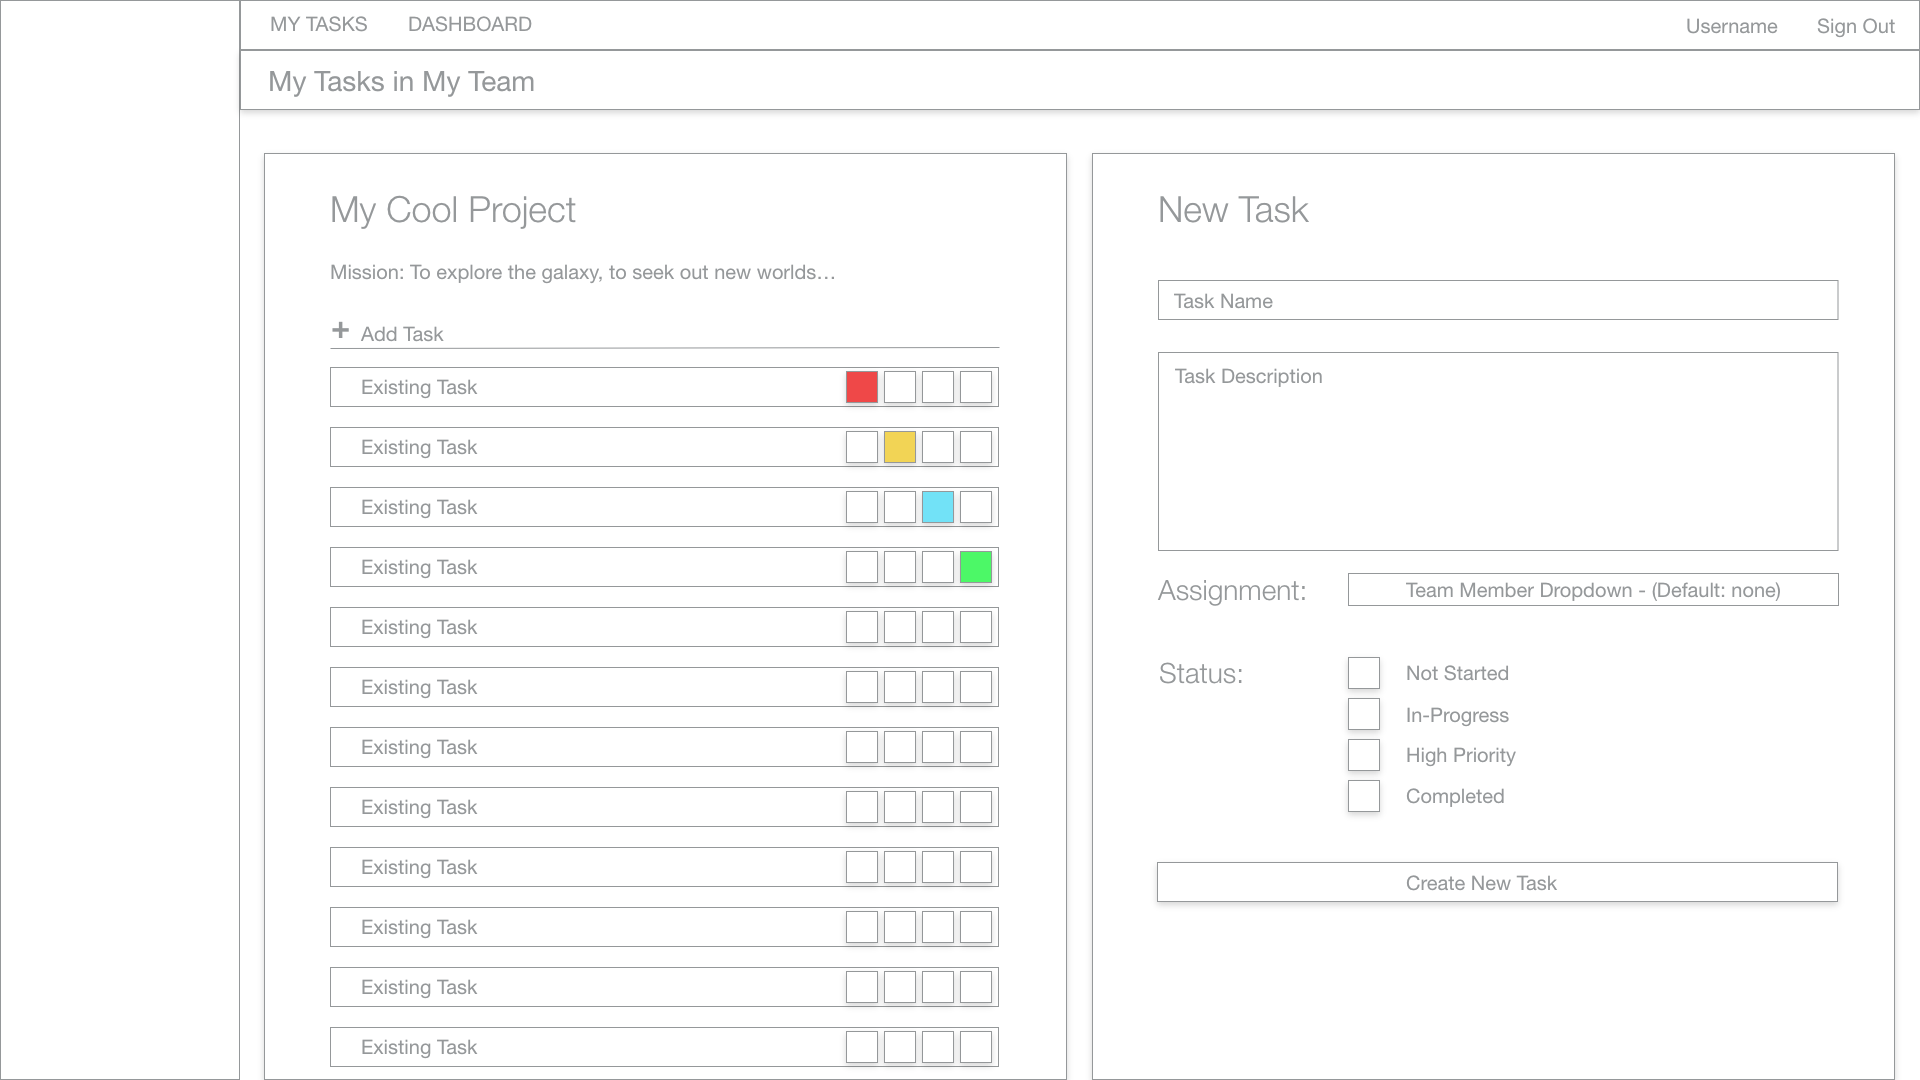 MY TASKS DASHBOARD Username Sign Out
My Tasks in My Team
My Cool Project
Mission: To explore the galaxy, to seek out new worlds…
+ Add Task
Existing Task
Existing Task
Existing Task
Existing Task
Existing Task
Existing Task
Existing Task
Existing Task
Existing Task
Existing Task
Existing Task
Existing Task
New Task
Task Name
Task Description
Assignment: Team Member Dropdown - (Default: none)
Status: Not Started
In-Progress
High Priority
Completed
Create New Task